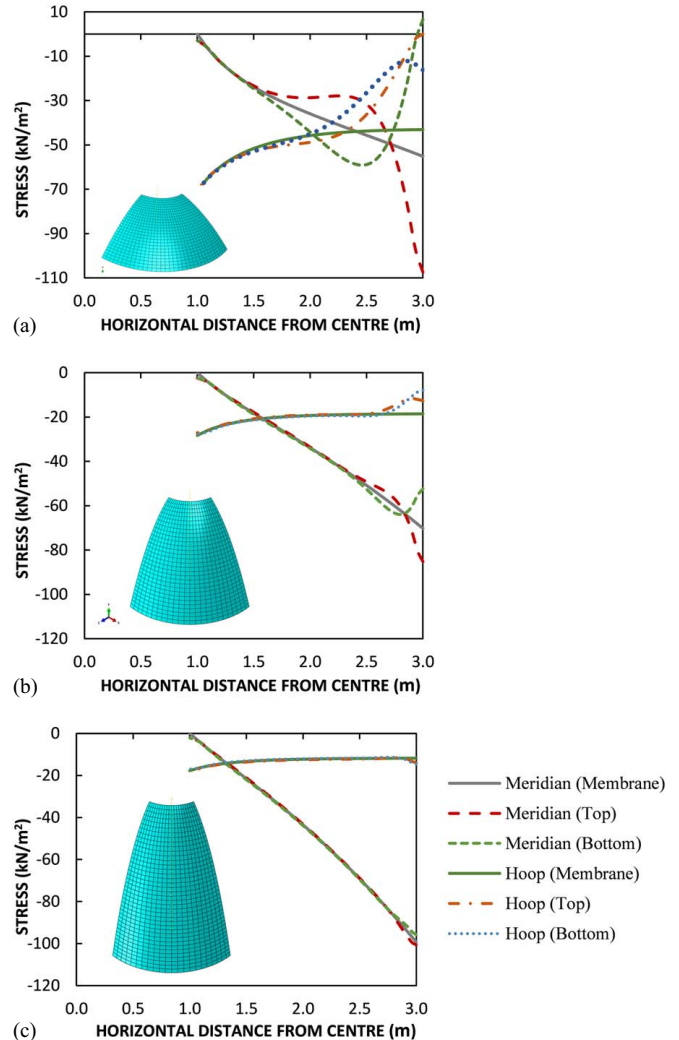 10
-10
-30
-50
-70
-90
-110
STRESS (kN/m²)
0.0 0.5 1.0 1.5 2.0 2.5 3.0
(a) HORIZONTAL DISTANCE FROM CENTRE (m)
0
-20
-40
-60
-80
-100
-120
STRESS (kN/m²)
0.0 0.5 1.0 1.5 2.0 2.5 3.0
(b) HORIZONTAL DISTANCE FROM CENTRE (m)
0
-20
-40
-60
-80
-100
-120
STRESS (kN/m²)
0.0 0.5 1.0 1.5 2.0 2.5 3.0
(c) HORIZONTAL DISTANCE FROM CENTRE (m)
Meridian (Membrane)
Meridian (Top)
Meridian (Bottom)
Hoop (Membrane)
Hoop (Top)
Hoop (Bottom)